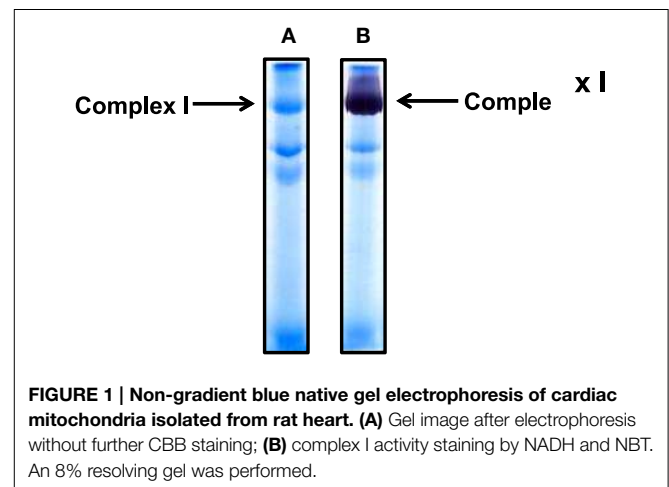 A B
Complex I Comple x I
FIGURE 1 | Non-gradient blue native gel electrophoresis of cardiac
mitochondria isolated from rat heart. (A) Gel image after electrophoresis
without further CBB staining; (B) complex I activity staining by NADH and NBT.
An 8% resolving gel was performed.